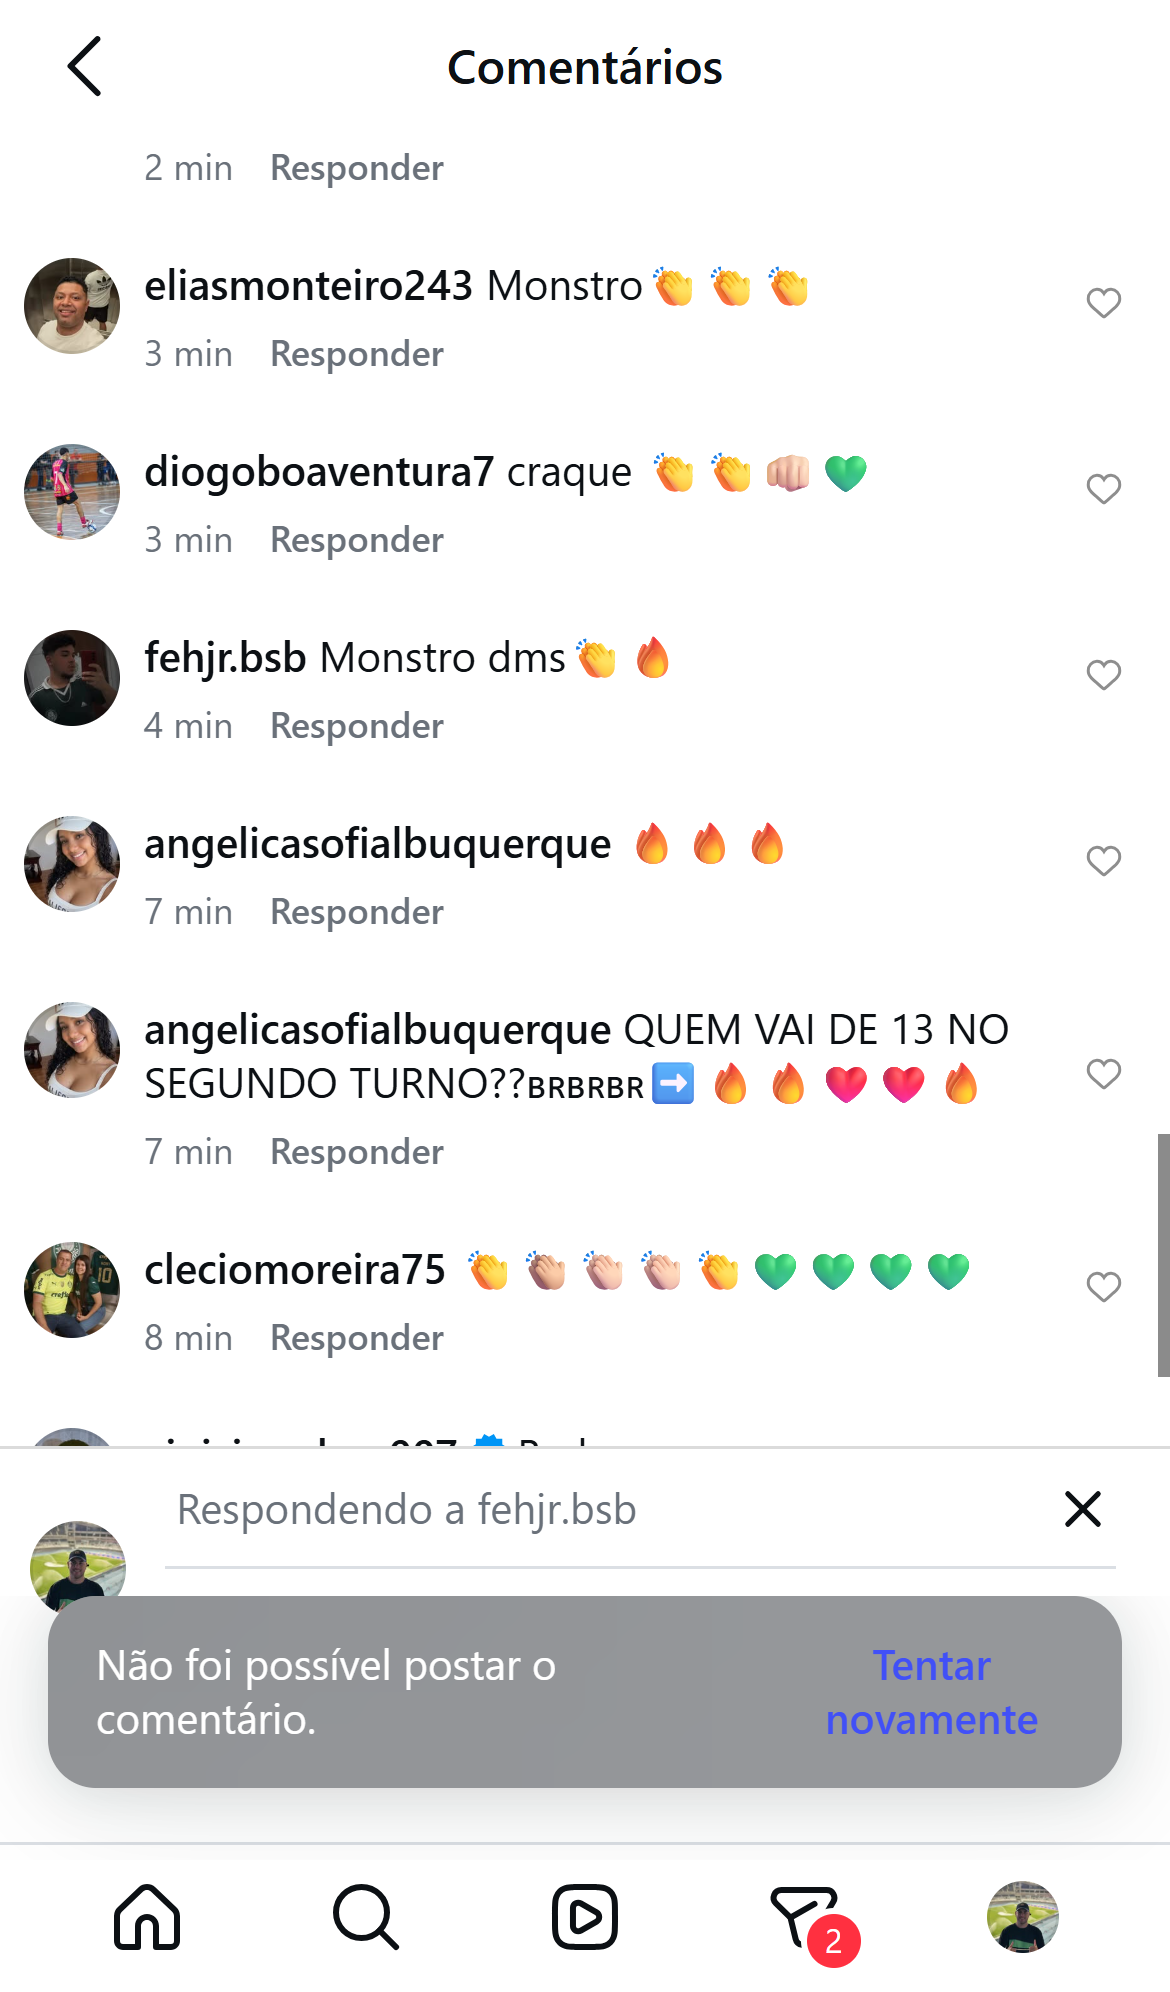 Comentários
2 min Responder
eliasmonteiro243 Monstro👏👏👏
3 min Responder
diogoboaventura7 craque 👏👏👊🏻💚
3 min Responder
fehjr.bsb Monstro dms👏🔥
4 min Responder
angelicasofialbuquerque 🔥🔥🔥
7 min Responder
angelicasofialbuquerque QUEM VAI DE 13 NO
SEGUNDO TURNO??ʙʀʙʀʙʀ➡️🔥🔥❤️❤️🔥
7 min Responder
cleciomoreira75 👏👏🏽👏🏻👏🏻👏💚💚💚💚
8 min Responder
Respondendo a fehjr.bsb
Não foi possível postar o
comentário.
Tentar
novamente
2